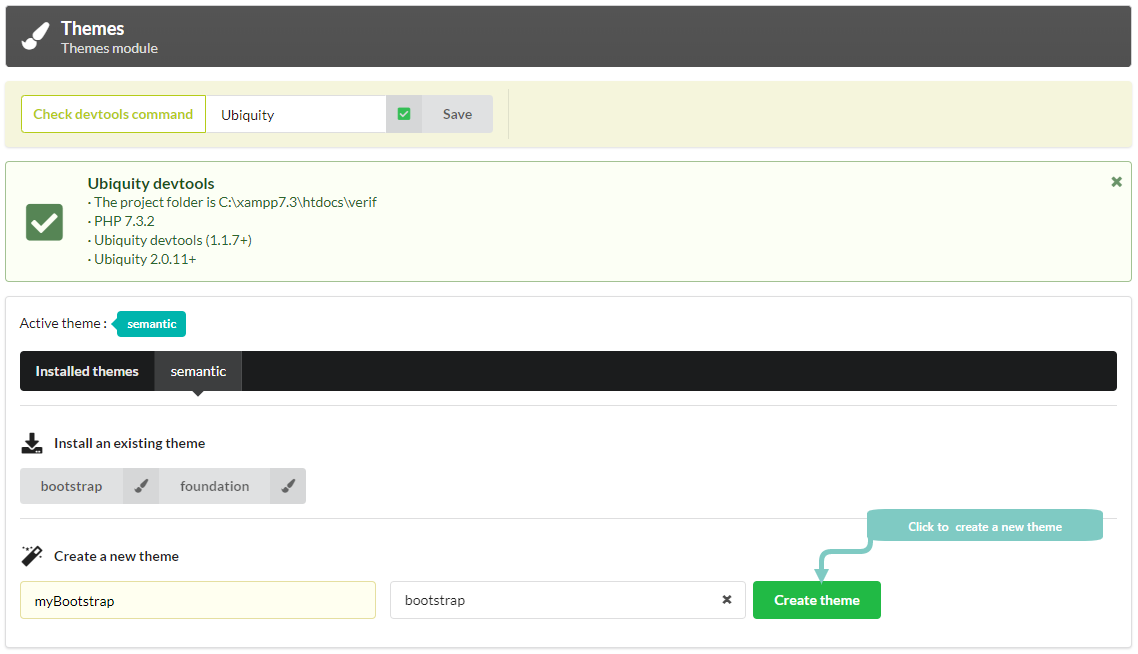 Themes
Themes module
Check devtools command Ubiquity Save
Ubiquity devtools
· The project folder is C:\xampp7.3\htdocs\verif
· PHP 7.3.2
· Ubiquity devtools (1.1.7+)
· Ubiquity 2.0.11+
Active theme : semantic
Installed themes semantic
Install an existing theme
bootstrap foundation
Click to create a new theme
Create a new theme
myBootstrap bootstrap Create theme